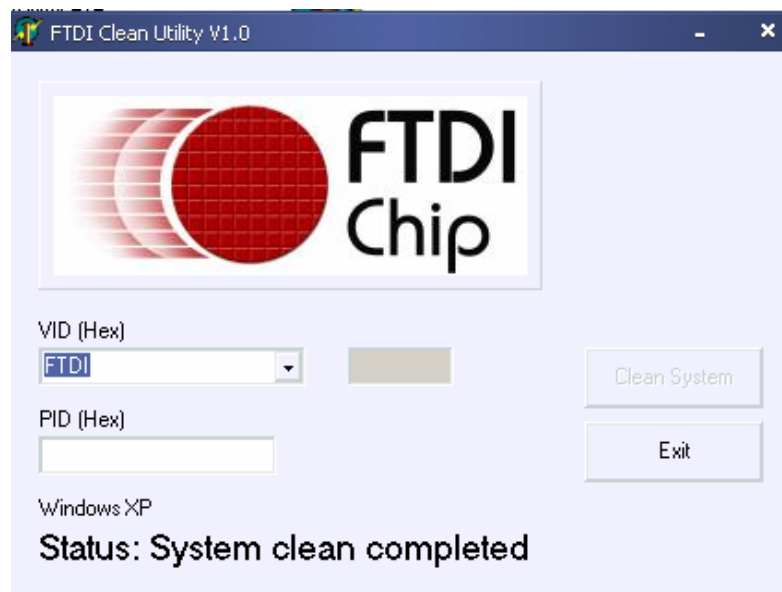 FTDI Clean Utility V1.0
FTDI
Chip
VID (Hex)
FTDI
Clean System
PID (Hex)
Exit
Windows XP
Status: System clean completed